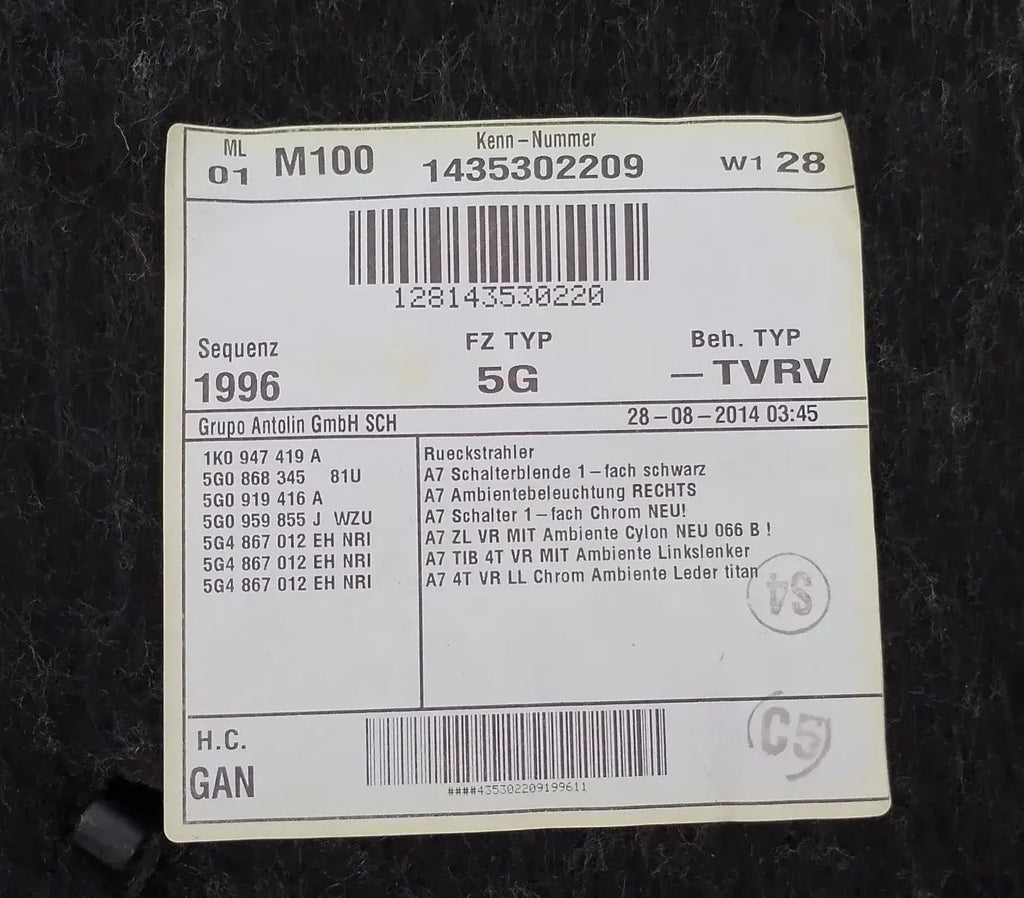 ML Kenn-Nummer
01 M100 1435302209 W1 28
128143530220
Sequenz FZ TYP Beh. TYP
1996 5G — TVRV
Grupo Antolin GmbH SCH 28-08-2014 03:45
1K0 947 419 A Rueckstrahler
5G0 868 345 81U A7 Schalterblende 1-fach schwarz
5G0 919 416 A A7 Ambientebeleuchtung RECHTS
5G0 959 855 J WZU A7 Schalter 1-fach Chrom NEU!
5G4 867 012 EH NRI A7 ZL VR MIT Ambiente Cylon NEU 066 B !
5G4 867 012 EH NRI A7 TIB 4T VR MIT Ambiente Linkslenker
5G4 867 012 EH NRI A7 4T VR LL Chrom Ambiente Leder titan
S4
C5
H.C.
GAN
####435302209199611